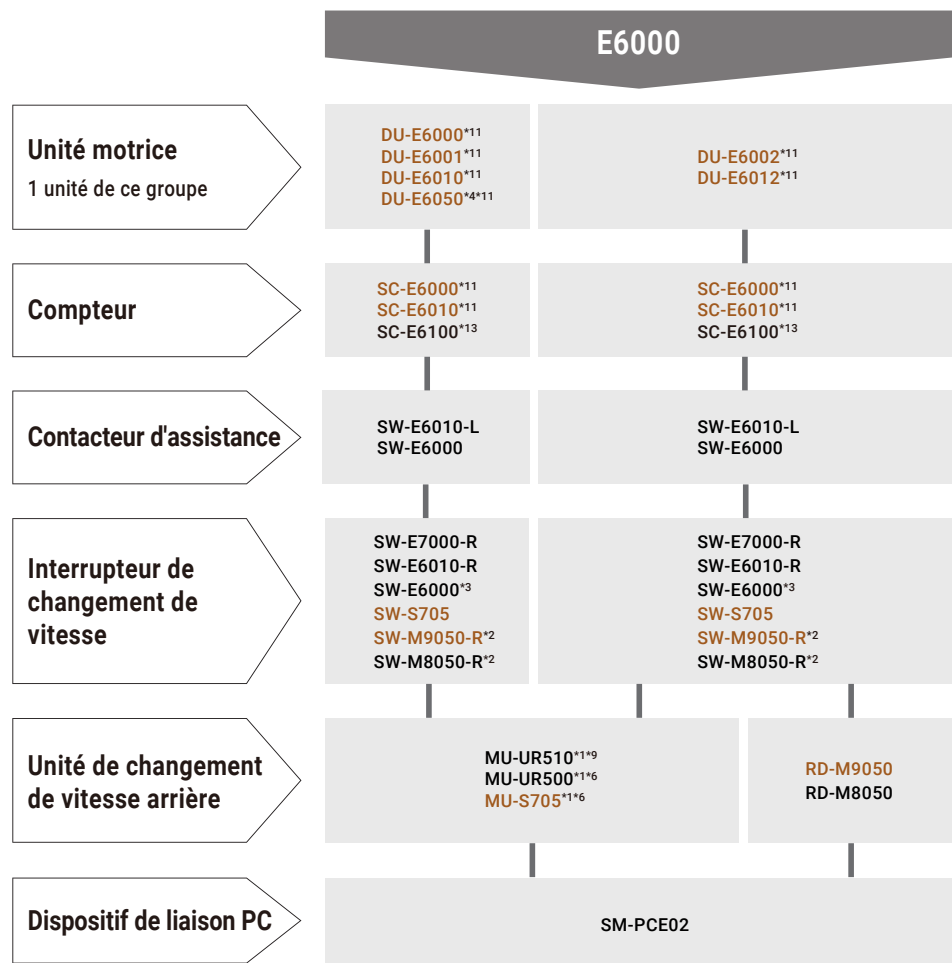 E6000
Unité motrice
1 unité de ce groupe
DU-E6000*11
DU-E6001*11
DU-E6010*11
DU-E6050*4*11
DU-E6002*11
DU-E6012*11
Compteur
SC-E6000*11
SC-E6010*11
SC-E6100*13
SC-E6000*11
SC-E6010*11
SC-E6100*13
Contacteur d'assistance
SW-E6010-L
SW-E6000
SW-E6010-L
SW-E6000
Interrupteur de
changement de
vitesse
SW-E7000-R
SW-E6010-R
SW-E6000*3
SW-S705
SW-M9050-R*2
SW-M8050-R*2
SW-E7000-R
SW-E6010-R
SW-E6000*3
SW-S705
SW-M9050-R*2
SW-M8050-R*2
Unité de changement
de vitesse arrière
MU-UR510*1*9
MU-UR500*1*6
MU-S705*1*6
RD-M9050
RD-M8050
Dispositif de liaison PC
SM-PCE02